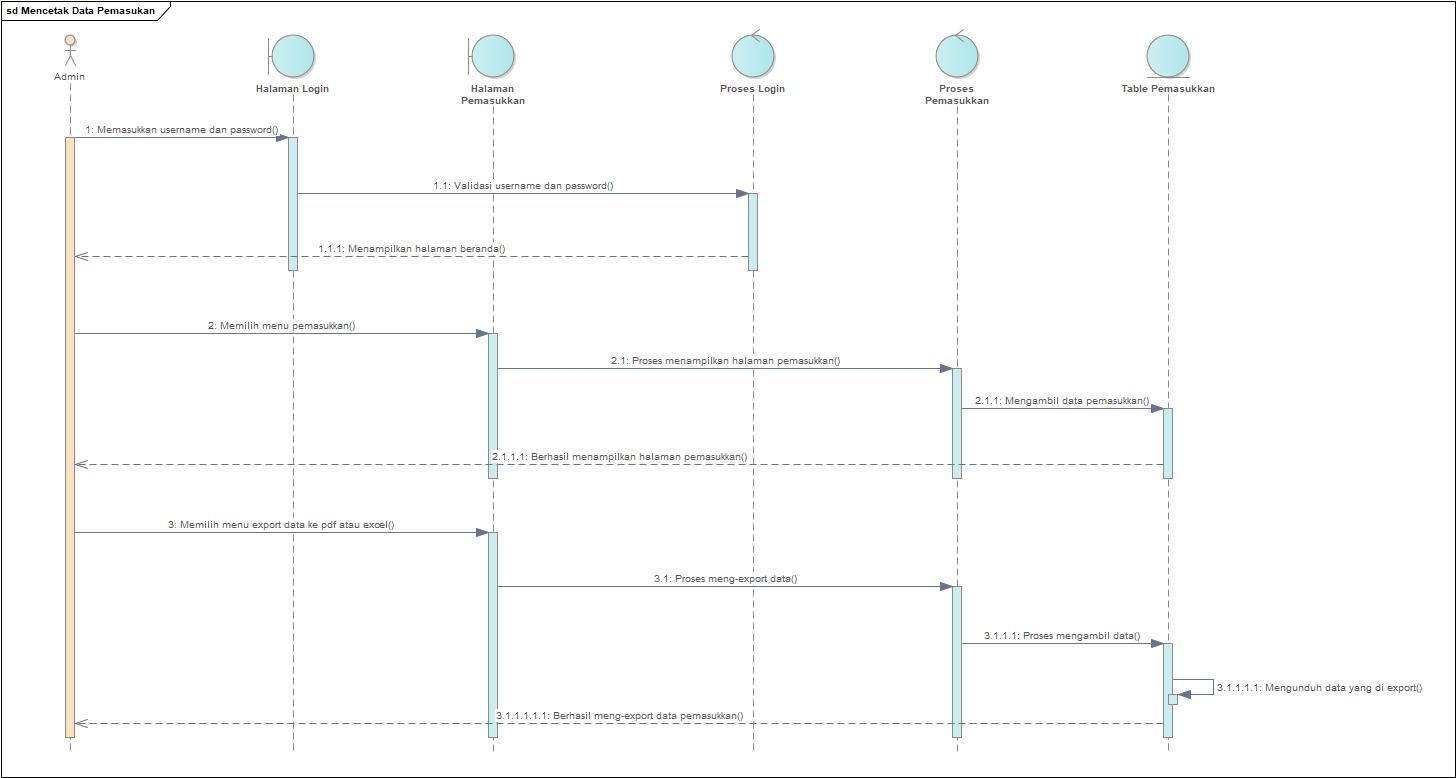 sd Mencetak Data Pemasukan
Admin
Halaman Login
Halaman
Pemasukkan
Proses Login
Proses
Pemasukkan
Table Pemasukkan
1: Memasukkan username dan password()
1.1: Validasi username dan password()
1.1.1: Menampilkan halaman beranda()
2: Memilih menu pemasukkan()
2.1: Proses menampilkan halaman pemasukkan()
2.1.1: Mengambil data pemasukkan()
2.1.1.1: Berhasil menampilkan halaman pemasukkan()
3: Memilih menu export data ke pdf atau excel()
3.1: Proses meng-export data()
3.1.1.1: Proses mengambil data()
3.1.1.1.1: Mengunduh data yang di export()
3.1.1.1.1.1: Berhasil meng-export data pemasukkan()